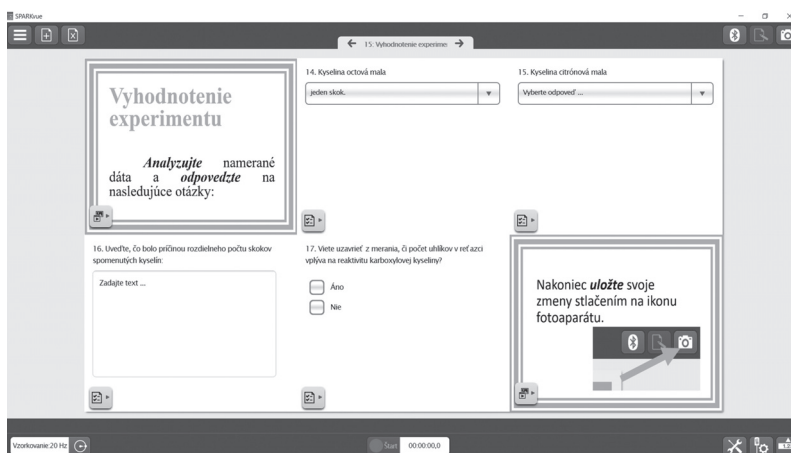 SPARKvue
15: Vyhodnotenie experime
Vyhodnotenie
experimentu
Analyzujte namerané
dáta a odpovedzte na
nasledujúce otázky:
14. Kyselina octová mala
jeden skok.
15. Kyselina citrónová mala
Vyberte odpoveď ...
16. Uveďte, čo bolo príčinou rozdielneho počtu skokov
spomenutých kyselín:
Zadajte text ...
17. Viete uzavrieť z merania, či počet uhlíkov v reťazci
vplýva na reaktivitu karboxylovej kyseliny?
Áno
Nie
Nakoniec uložte svoje
zmeny stlačením na ikonu
fotoaparátu.
Vzorkovanie:20 Hz
Štart
00:00:00,0